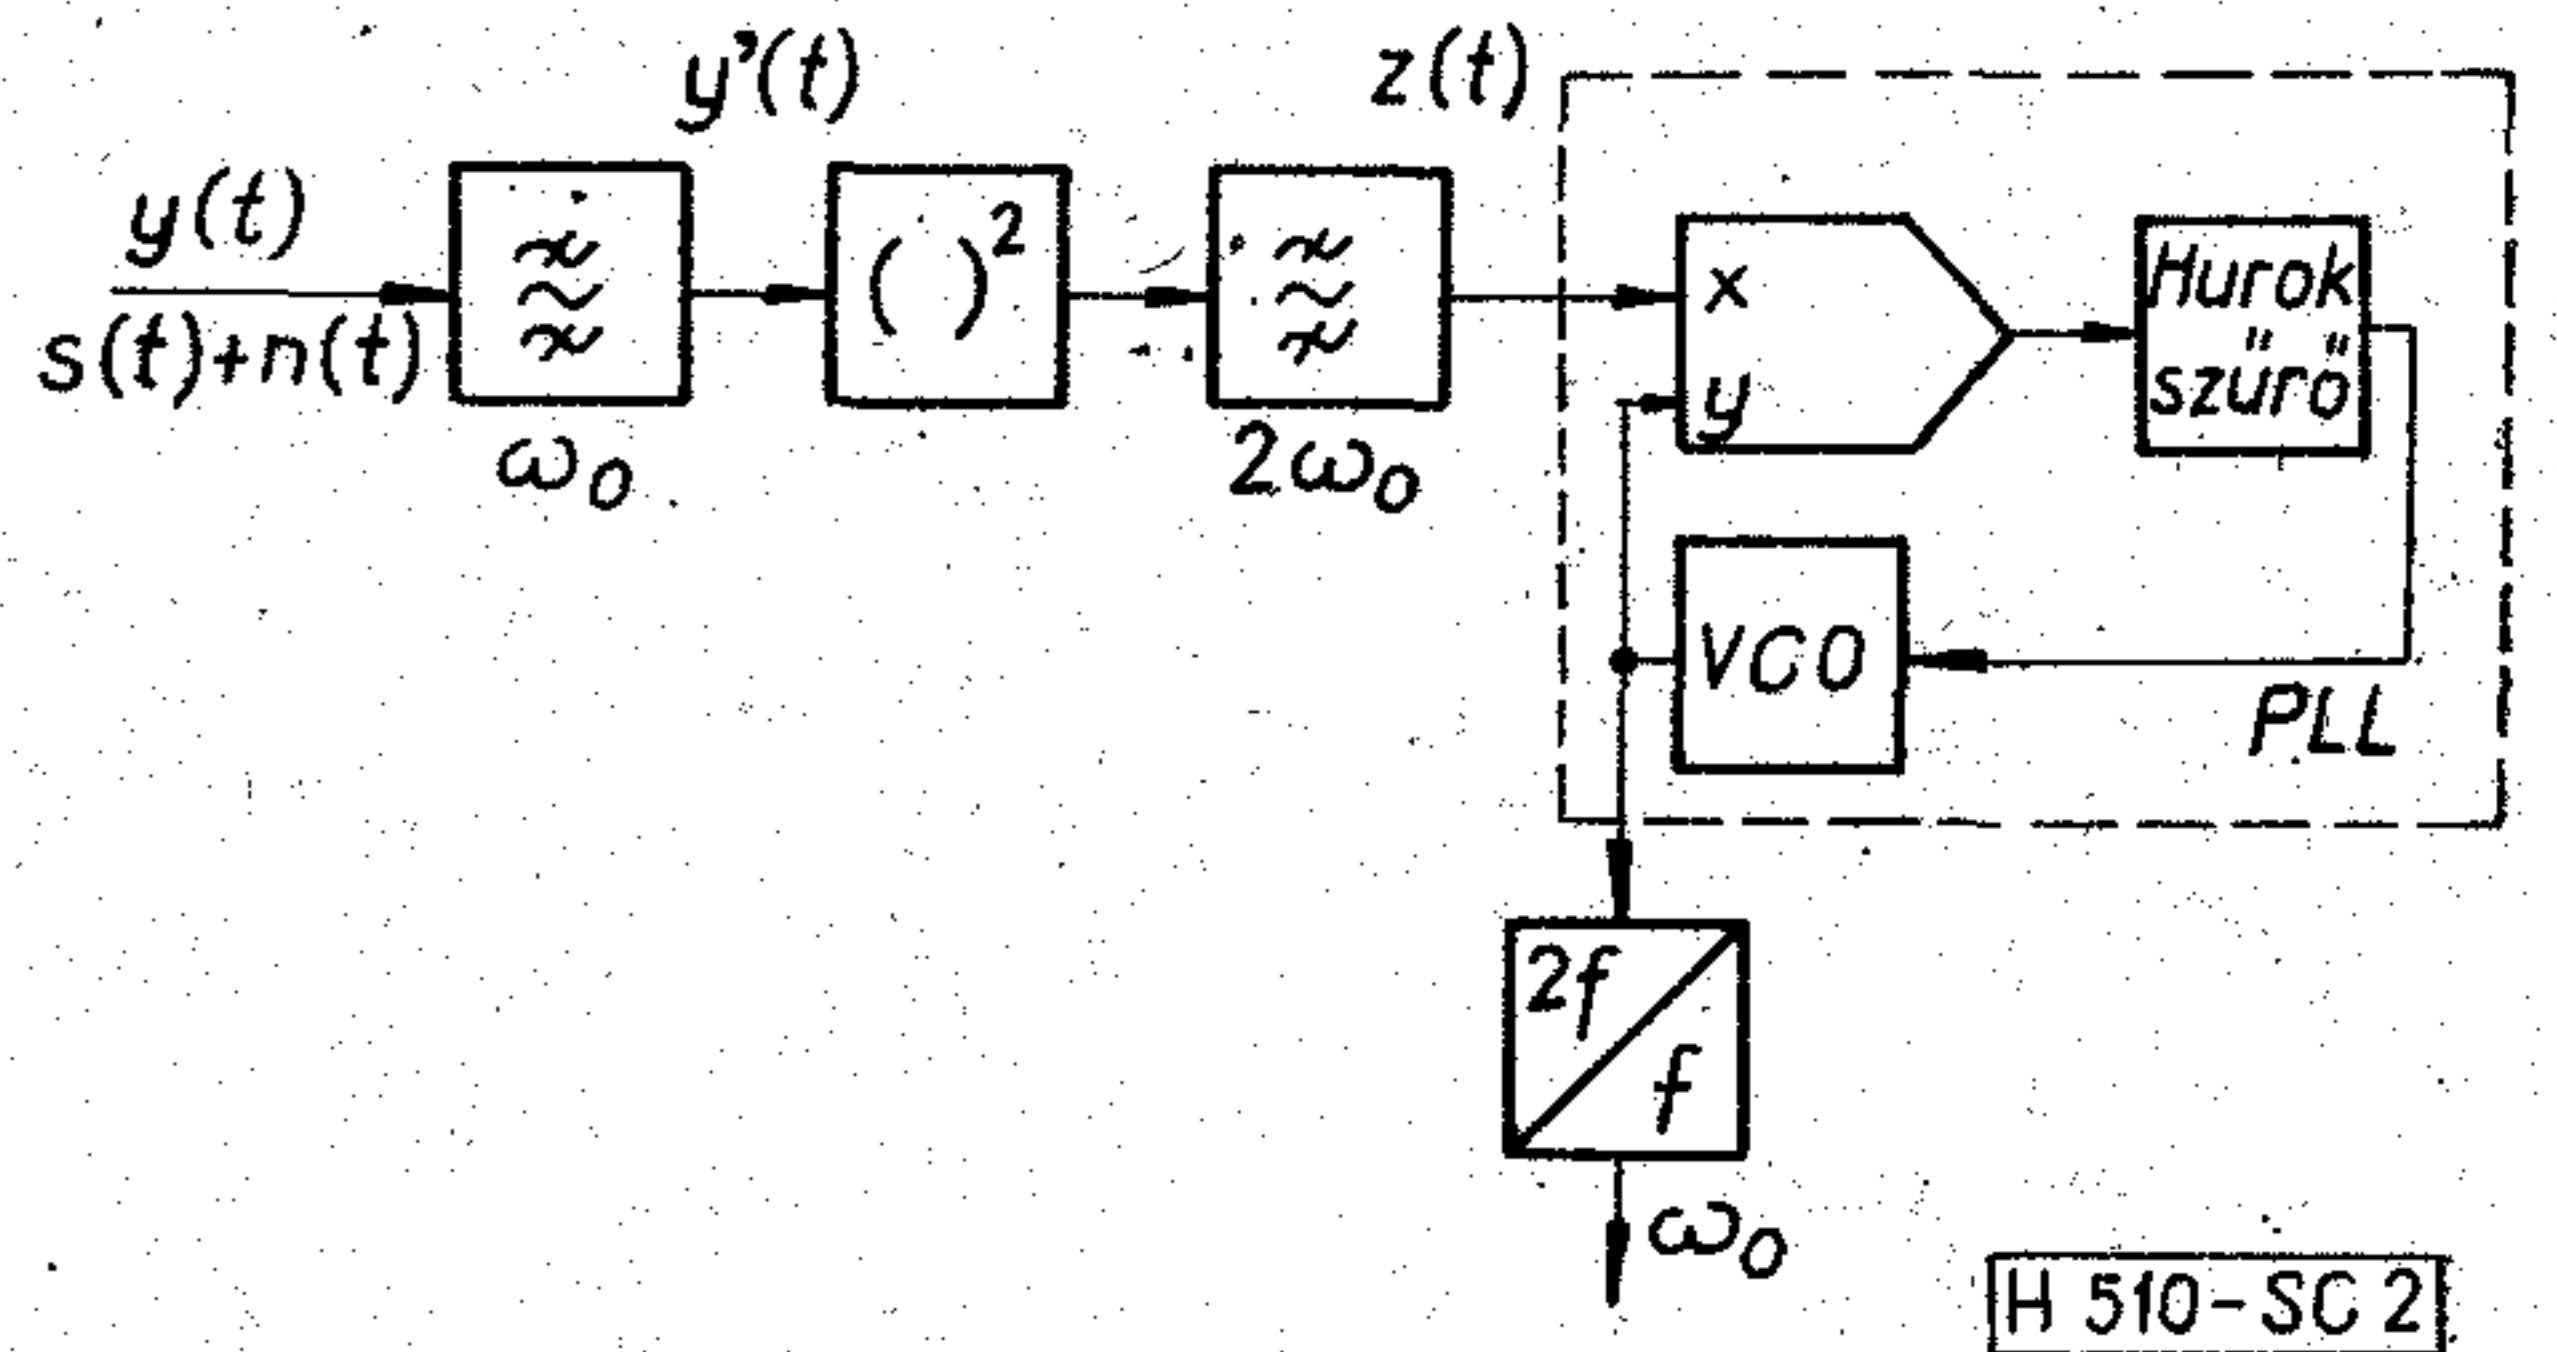 y(t)
s(t)+n(t)
ω₀
y'(t)
( )²
2ω₀
z(t)
x
y
Hurok
szűrő
VCO
PLL
2f
f
ω₀
H 510-SC 2